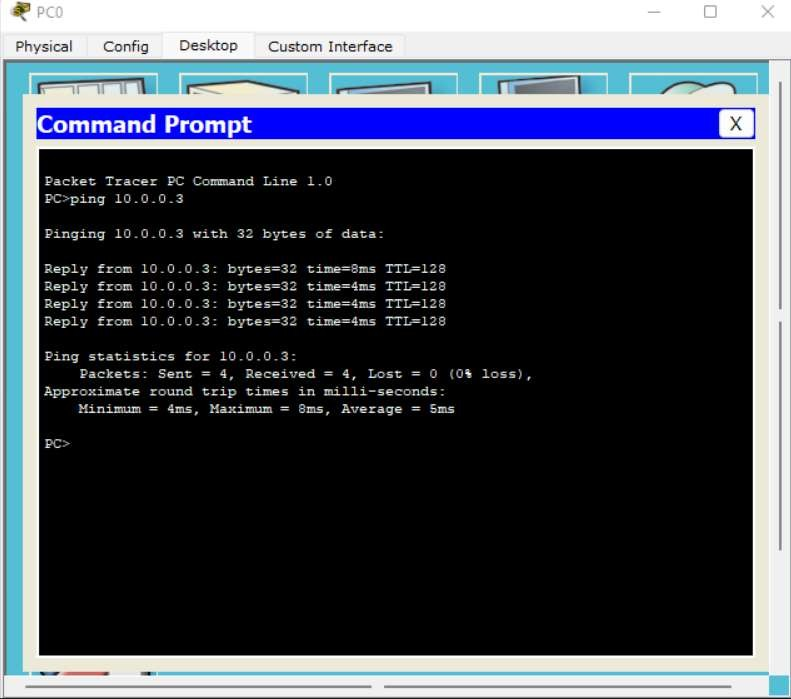 PC0
Physical Config Desktop Custom Interface
Command Prompt
X
Packet Tracer PC Command Line 1.0
PC>ping 10.0.0.3
Pinging 10.0.0.3 with 32 bytes of data:
Reply from 10.0.0.3: bytes=32 time=8ms TTL=128
Reply from 10.0.0.3: bytes=32 time=4ms TTL=128
Reply from 10.0.0.3: bytes=32 time=4ms TTL=128
Reply from 10.0.0.3: bytes=32 time=4ms TTL=128
Ping statistics for 10.0.0.3:
Packets: Sent = 4, Received = 4, Lost = 0 (0% loss),
Approximate round trip times in milli-seconds:
Minimum = 4ms, Maximum = 8ms, Average = 5ms
PC>